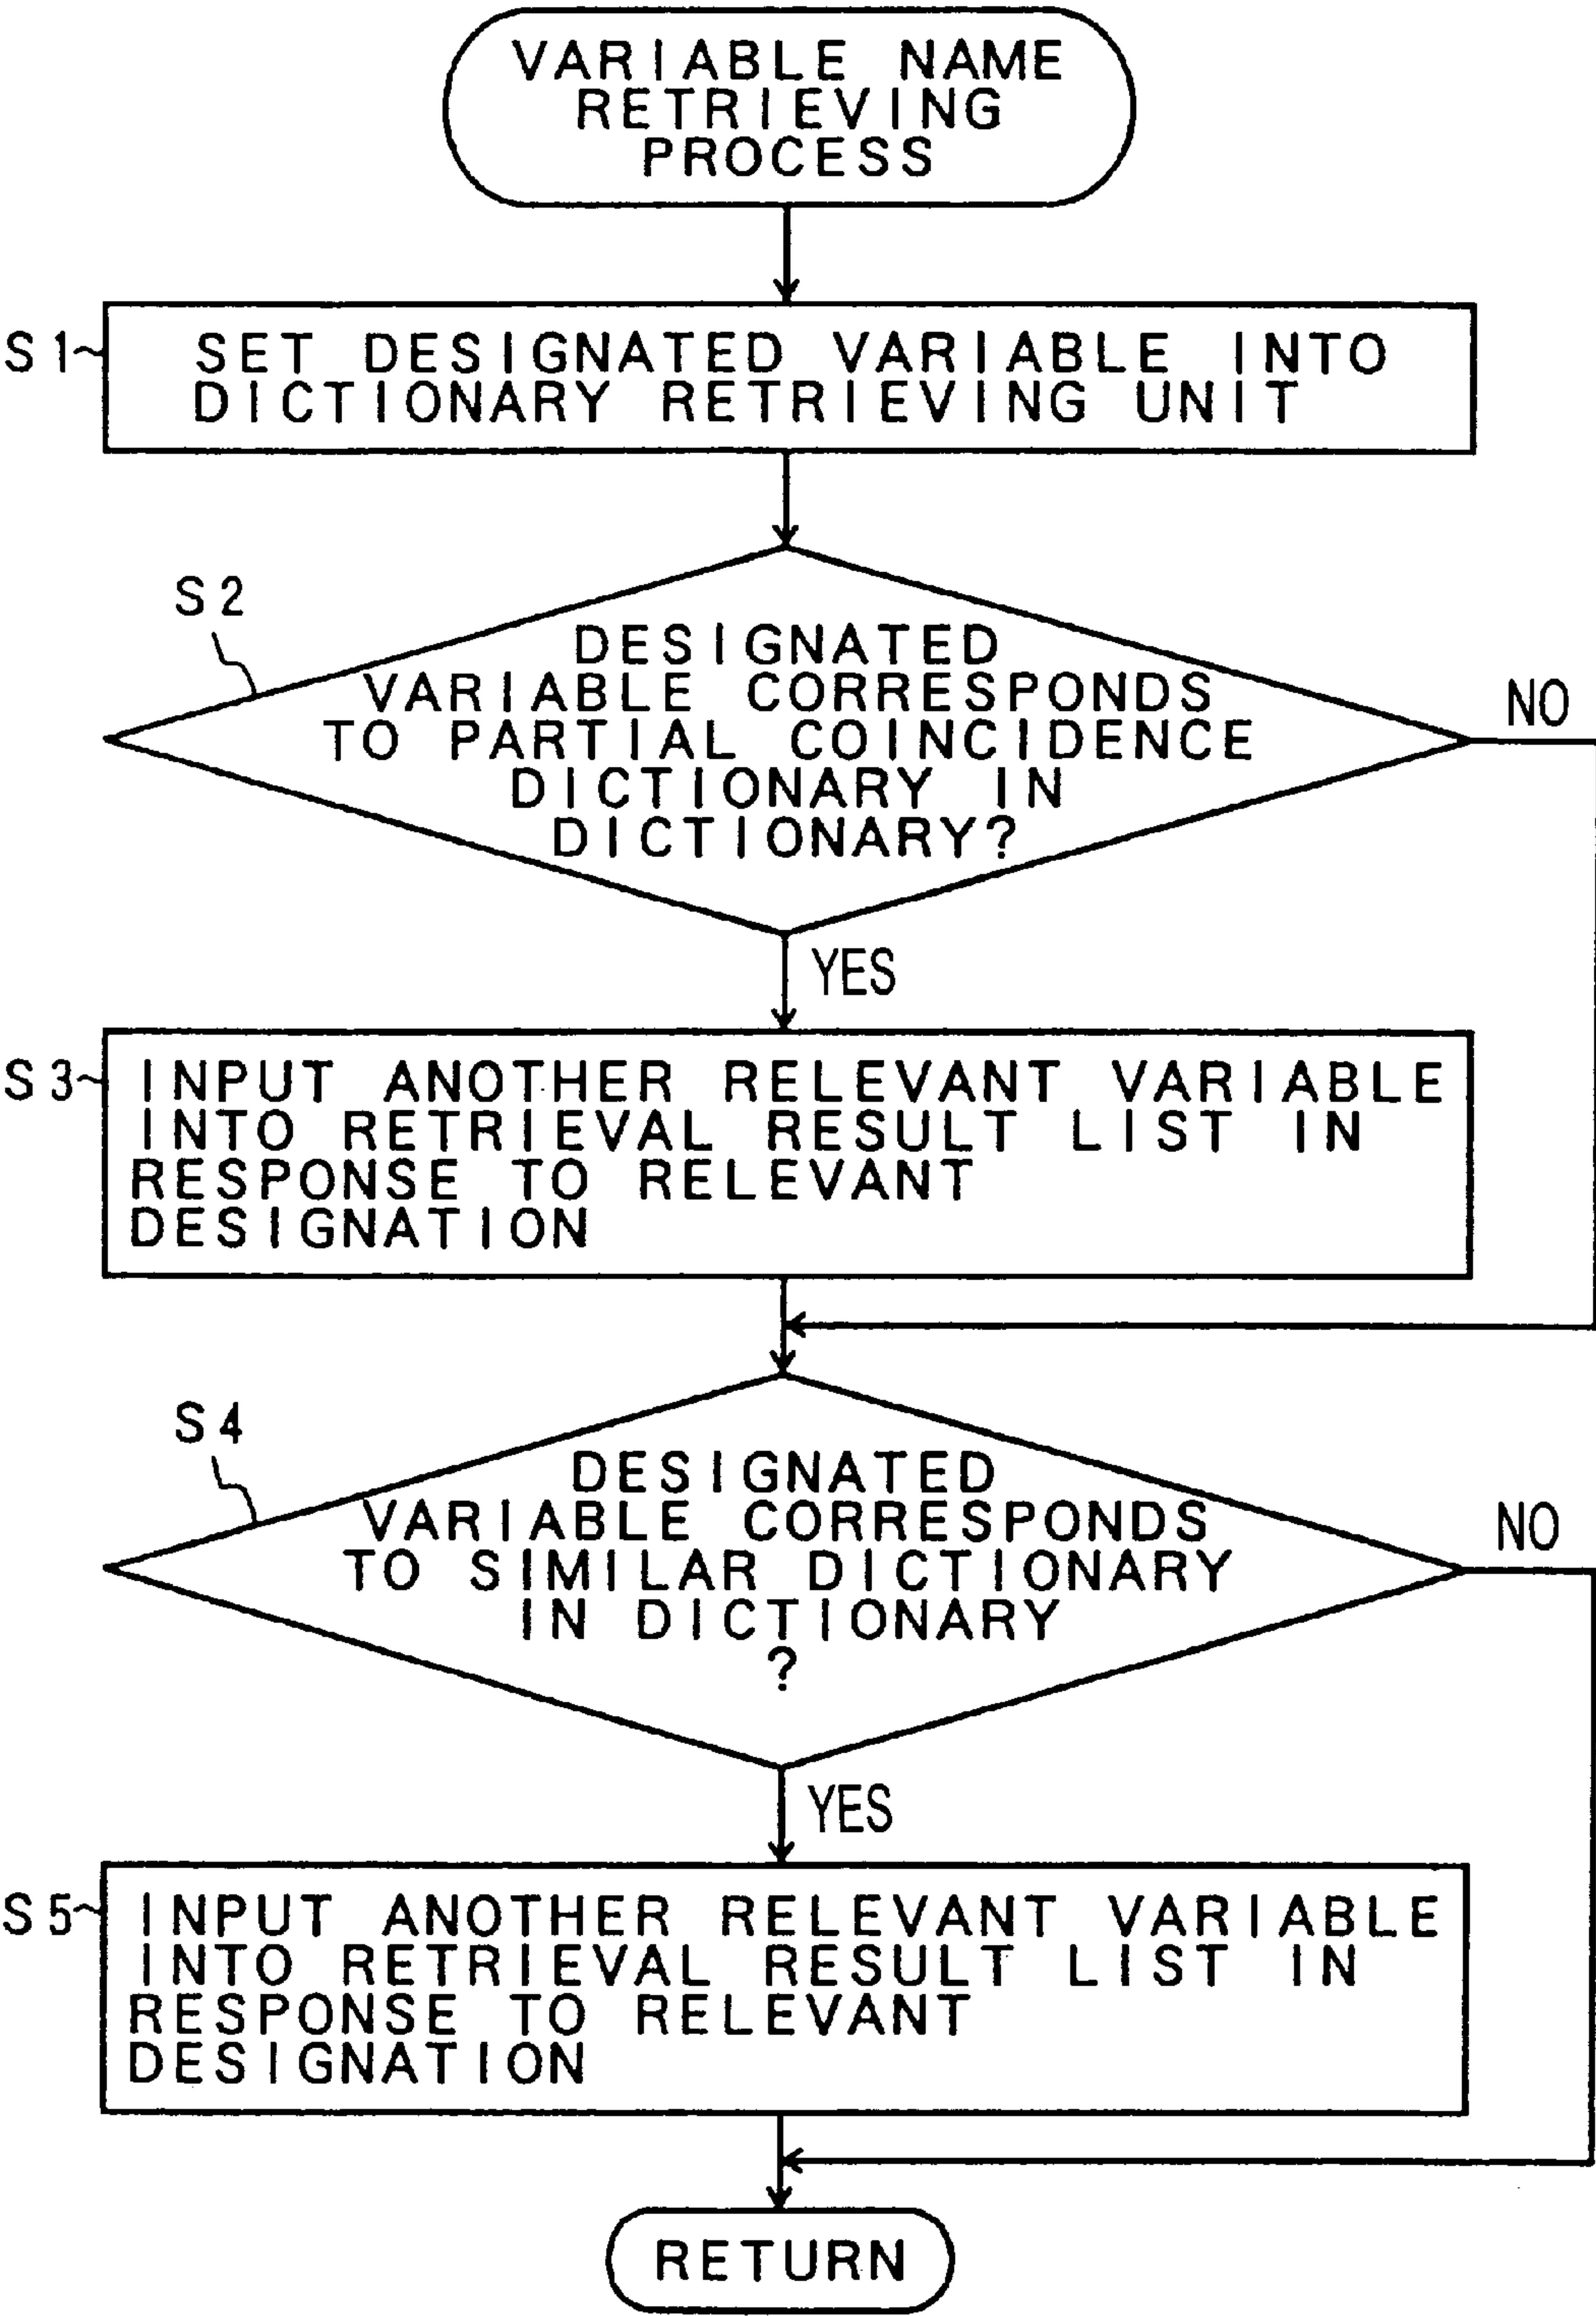 VARIABLE NAME
RETRIEVING
PROCESS
S1
SET DESIGNATED VARIABLE INTO
DICTIONARY RETRIEVING UNIT
S2
DESIGNATED
VARIABLE CORRESPONDS
TO PARTIAL COINCIDENCE
DICTIONARY IN
DICTIONARY?
NO
YES
S3
INPUT ANOTHER RELEVANT VARIABLE
INTO RETRIEVAL RESULT LIST IN
RESPONSE TO RELEVANT
DESIGNATION
S4
DESIGNATED
VARIABLE CORRESPONDS
TO SIMILAR DICTIONARY
IN DICTIONARY
?
NO
YES
S5
INPUT ANOTHER RELEVANT VARIABLE
INTO RETRIEVAL RESULT LIST IN
RESPONSE TO RELEVANT
DESIGNATION
RETURN